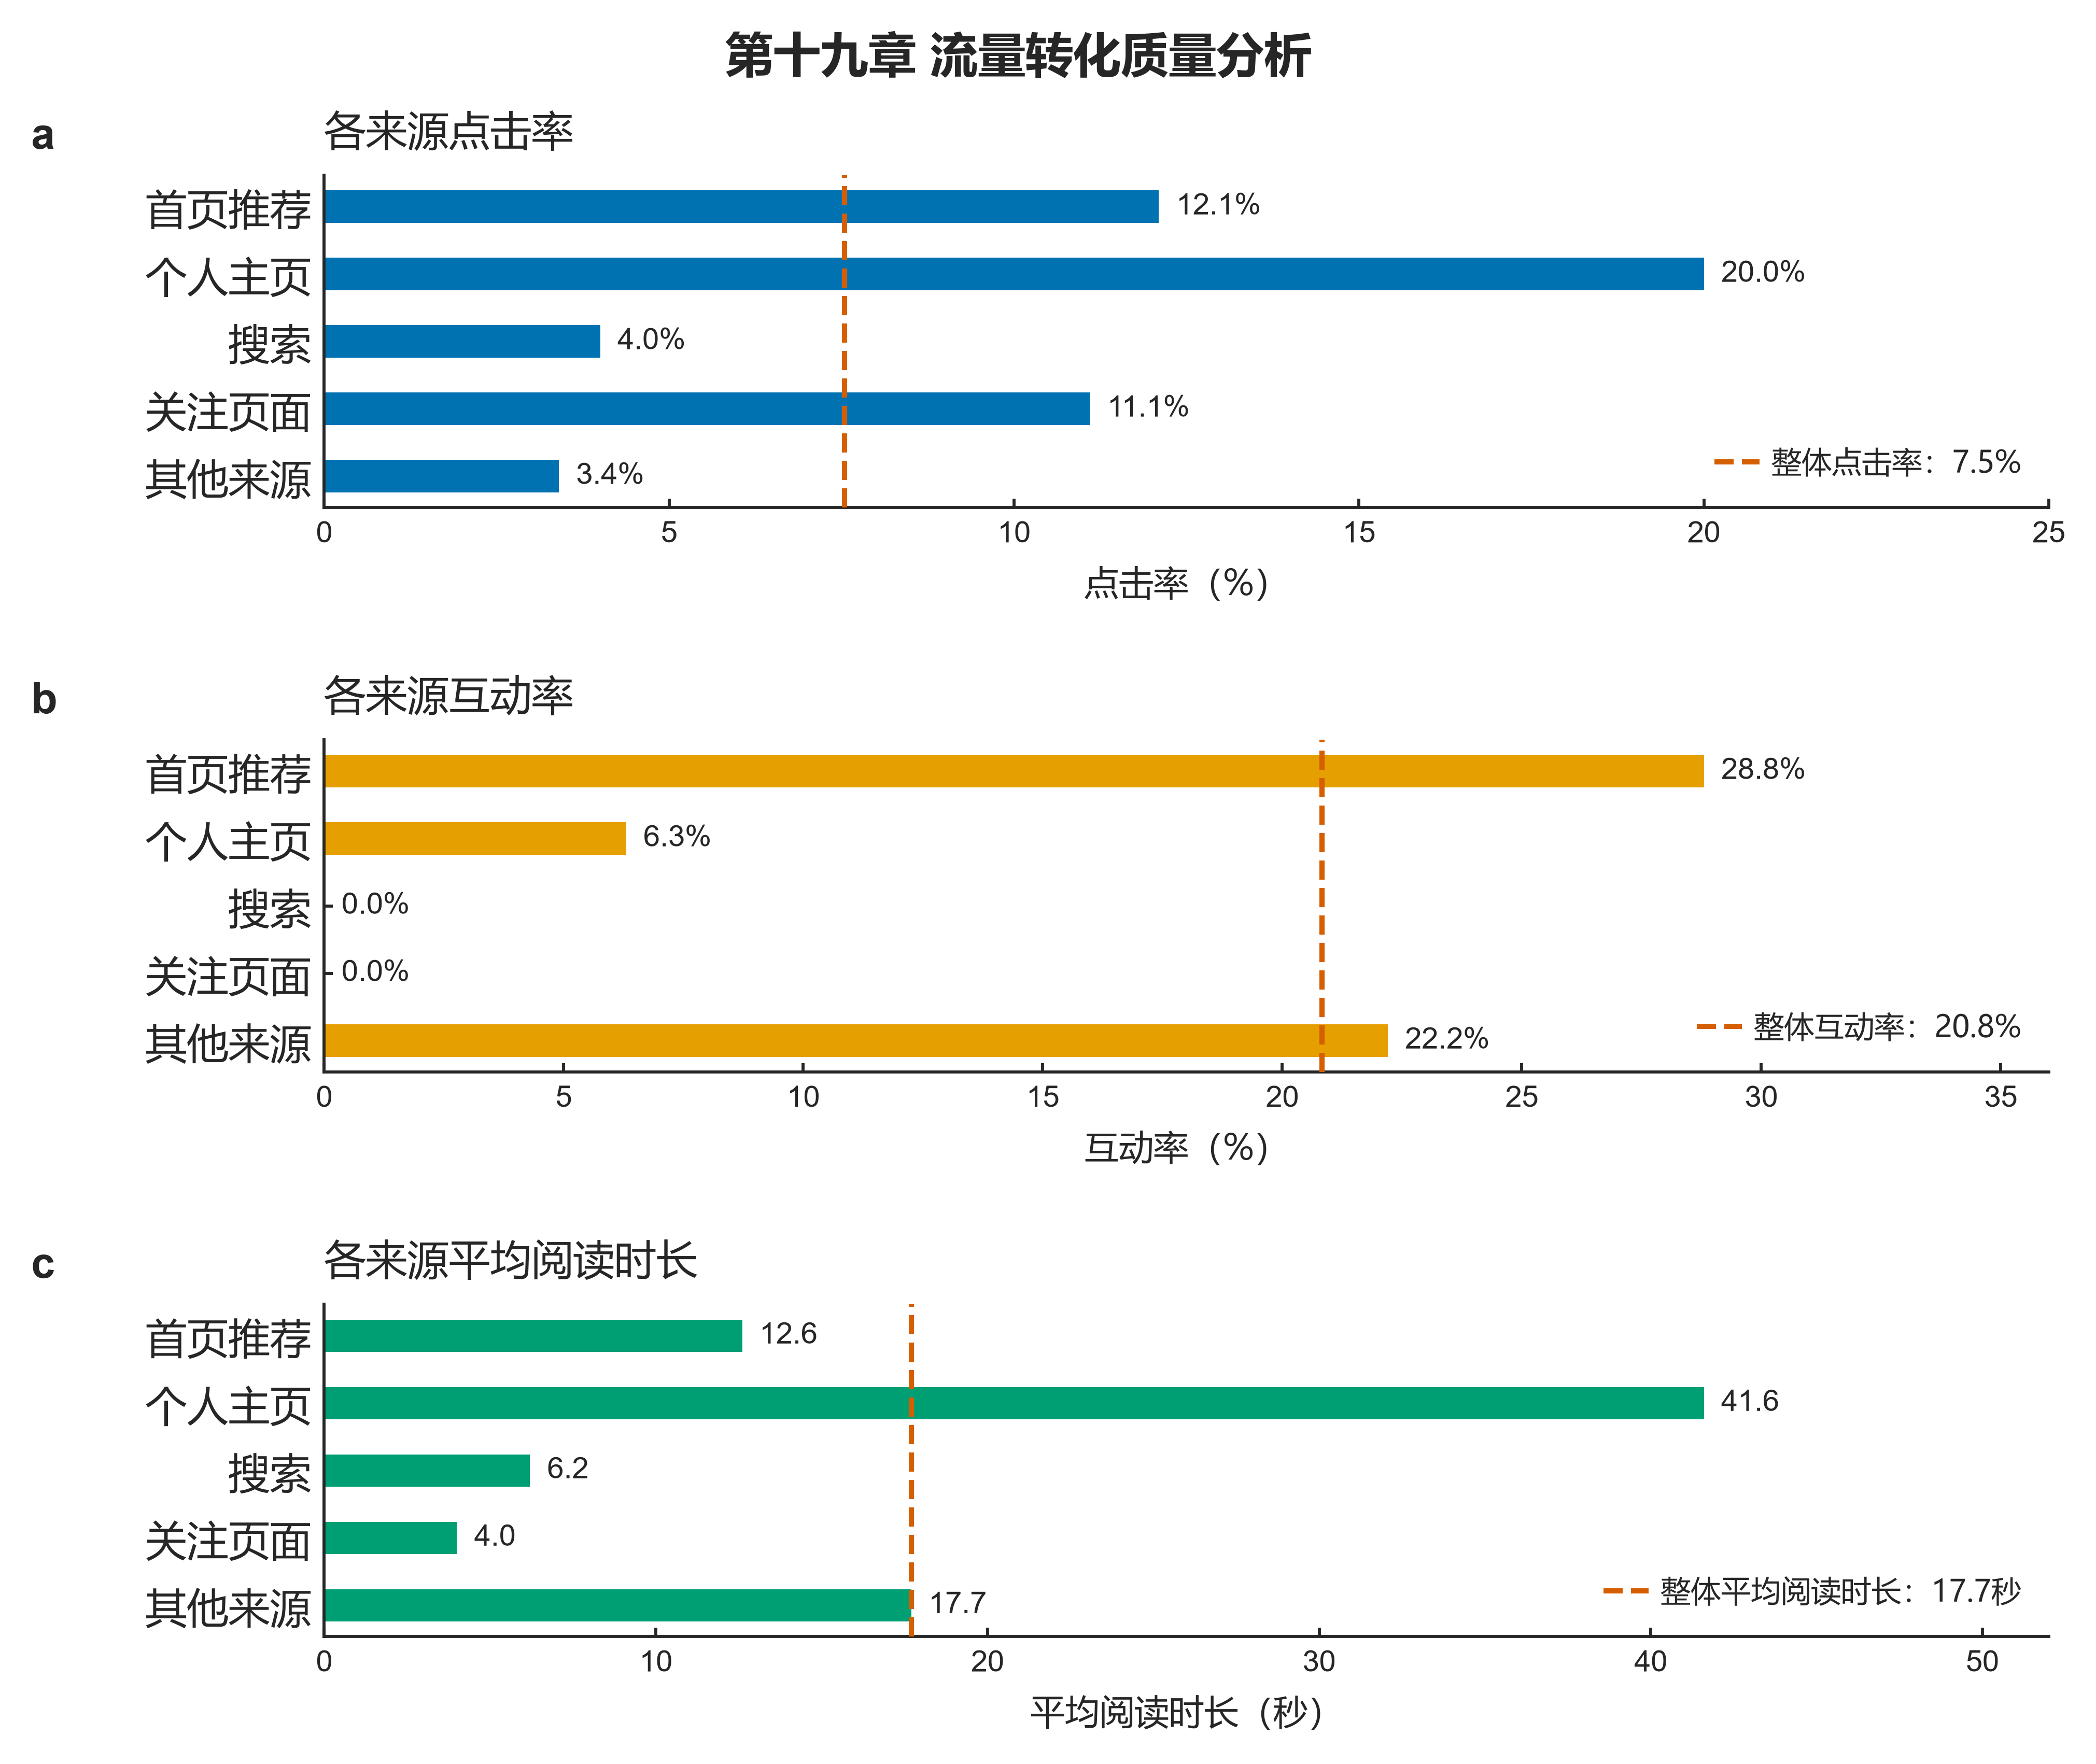 第十九章 流量转化质量分析
a
各来源点击率
首页推荐 12.1%
个人主页 20.0%
搜索 4.0%
关注页面 11.1%
其他来源 3.4%
整体点击率：7.5%
0 5 10 15 20 25
点击率（%）
b
各来源互动率
首页推荐 28.8%
个人主页 6.3%
搜索 0.0%
关注页面 0.0%
其他来源 22.2%
整体互动率：20.8%
0 5 10 15 20 25 30 35
互动率（%）
c
各来源平均阅读时长
首页推荐 12.6
个人主页 41.6
搜索 6.2
关注页面 4.0
其他来源 17.7
整体平均阅读时长：17.7秒
0 10 20 30 40 50
平均阅读时长（秒）